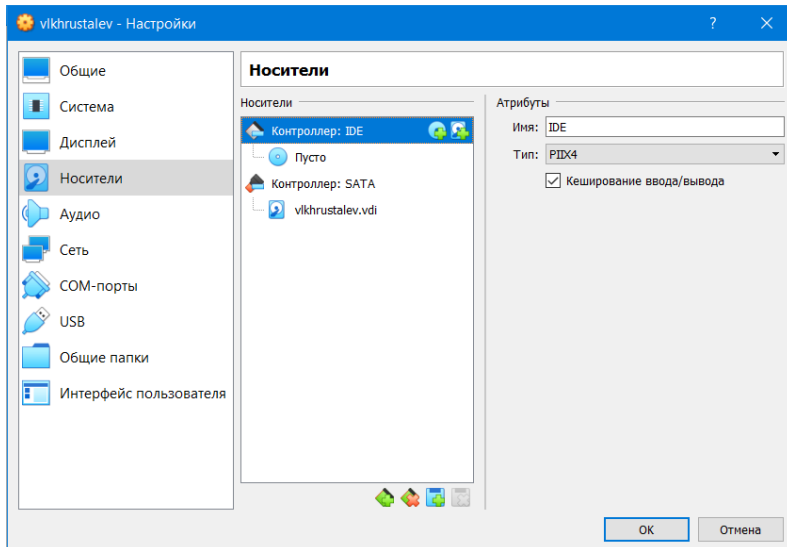 vlkhrustalev - Настройки
?
Общие
Система
Дисплей
Носители
Аудио
Сеть
COM-порты
USB
Общие папки
Интерфейс пользователя
Носители
Носители
Контроллер: IDE
Пусто
Контроллер: SATA
vlkhrustalev.vdi
Атрибуты
Имя: IDE
Тип: PIIX4
Кеширование ввода/вывода
OK
Отмена